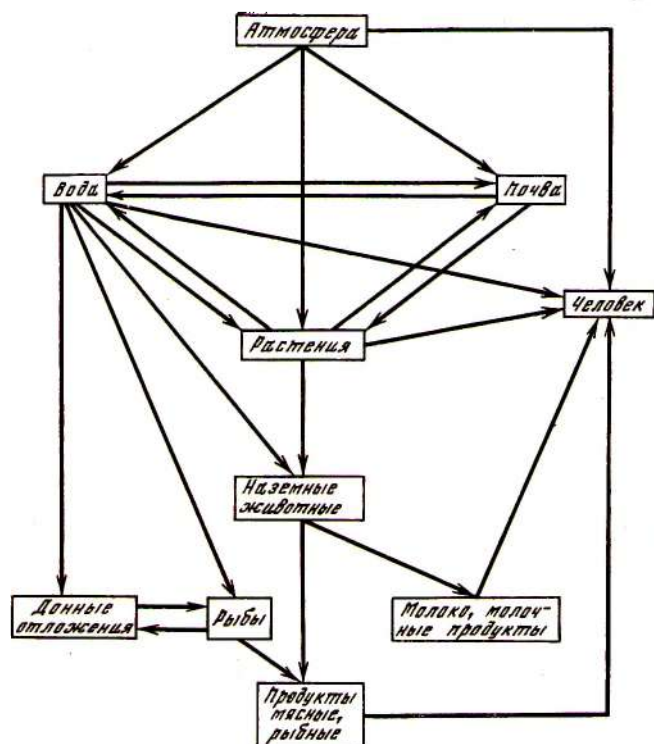 Атмосфера
Вода
Почва
Человек
Растения
Наземные
животные
Донные
отложения
Рыбы
Молоко, молоч-
ные продукты
Продукты
мясные,
рыбные